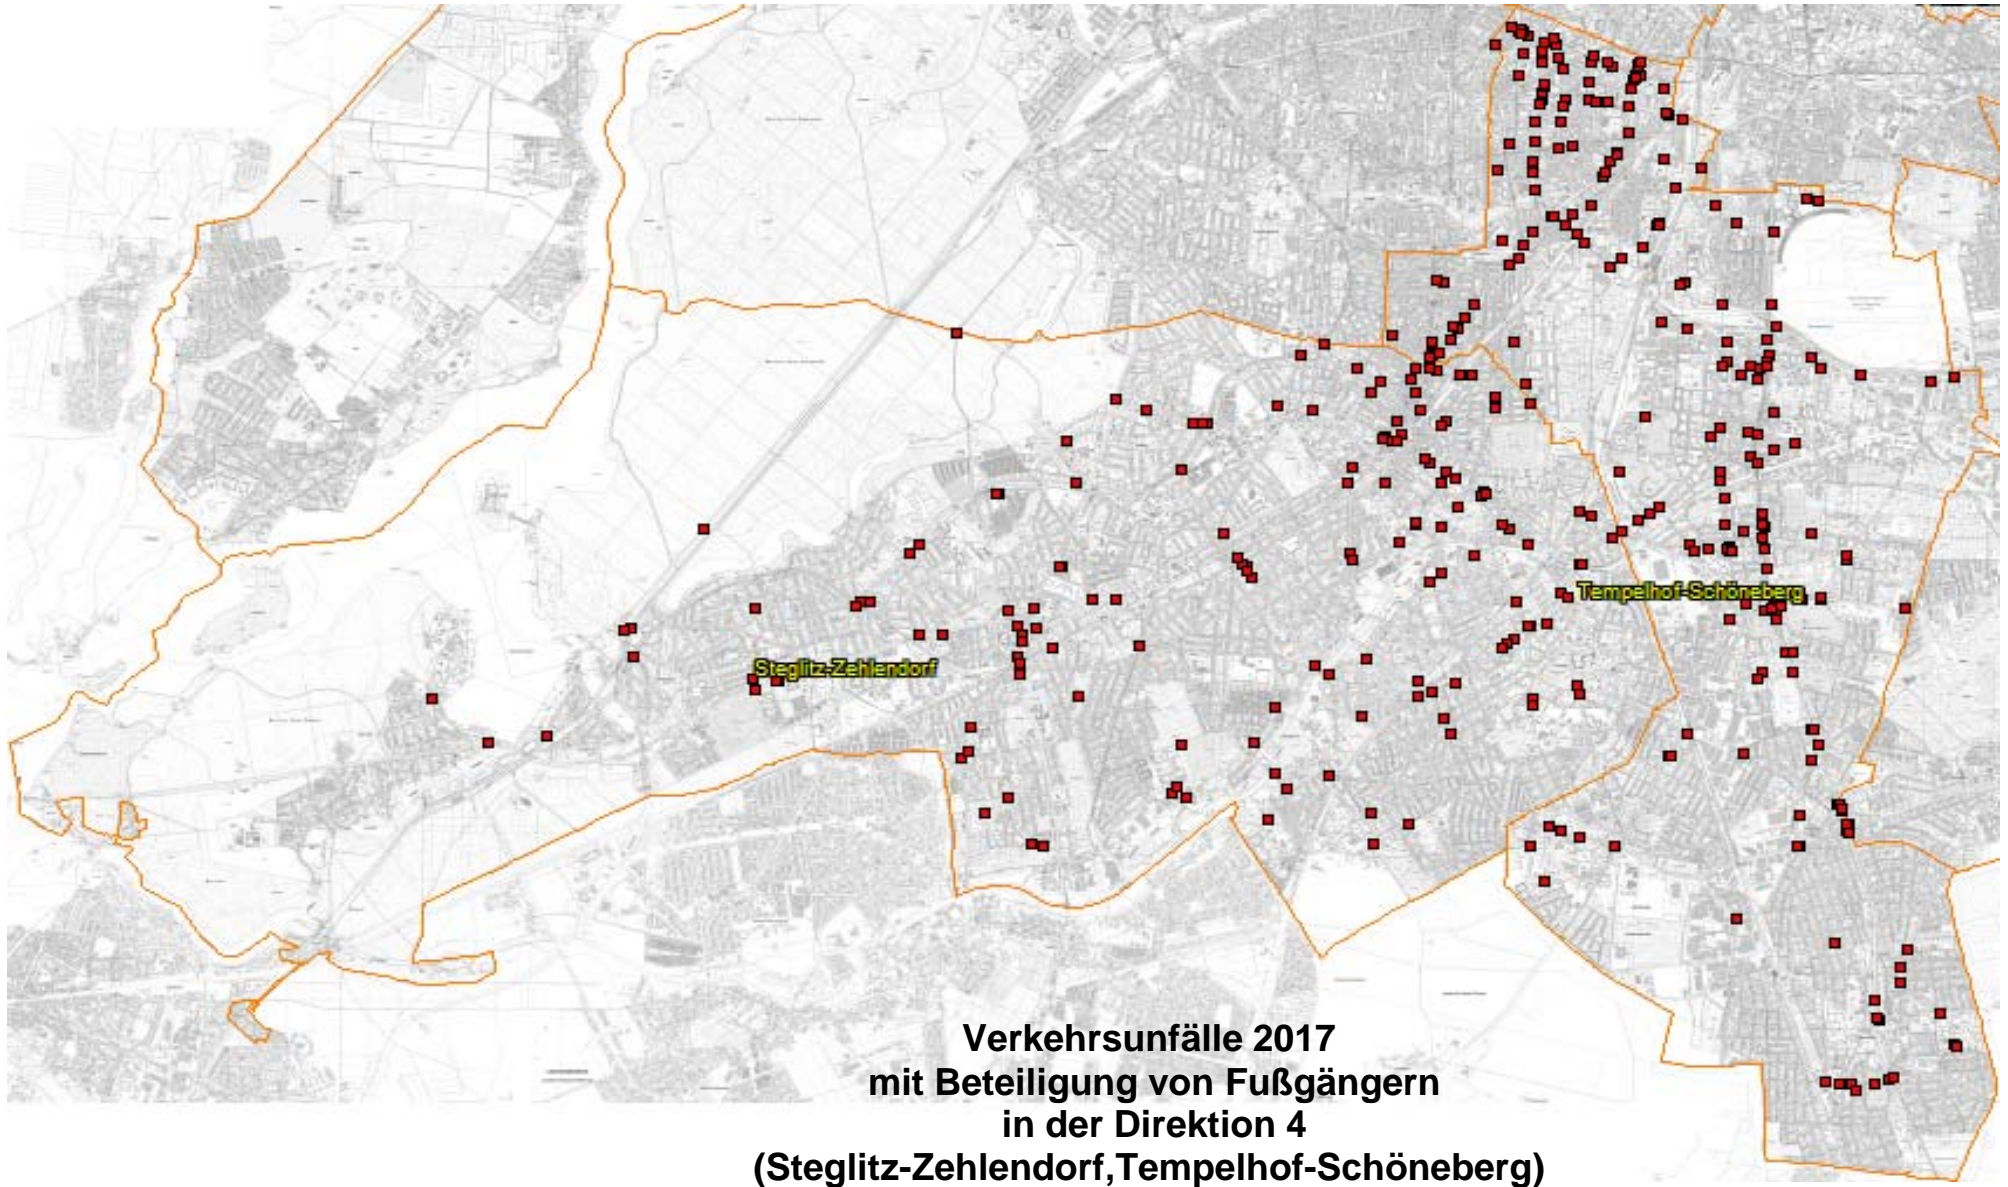 Tempelhof-Schöneberg
Steglitz-Zehlendorf
Verkehrsunfälle 2017
mit Beteiligung von Fußgängern
in der Direktion 4
(Steglitz-Zehlendorf,Tempelhof-Schöneberg)